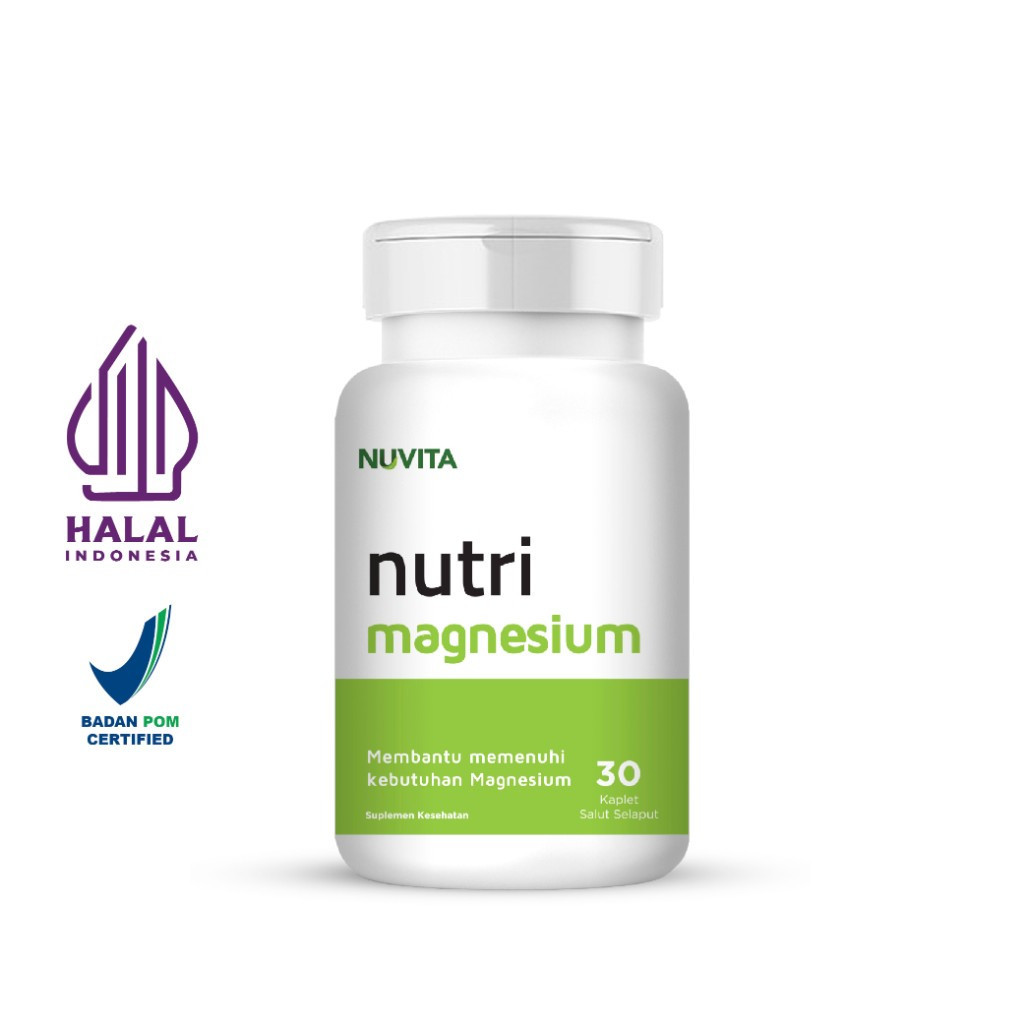 HALAL
INDONESIA
BADAN POM
CERTIFIED
NUVITA
nutri
magnesium
Membantu memenuhi
kebutuhan Magnesium
30
Kaplet
Salut Selaput
Suplemen Kesehatan